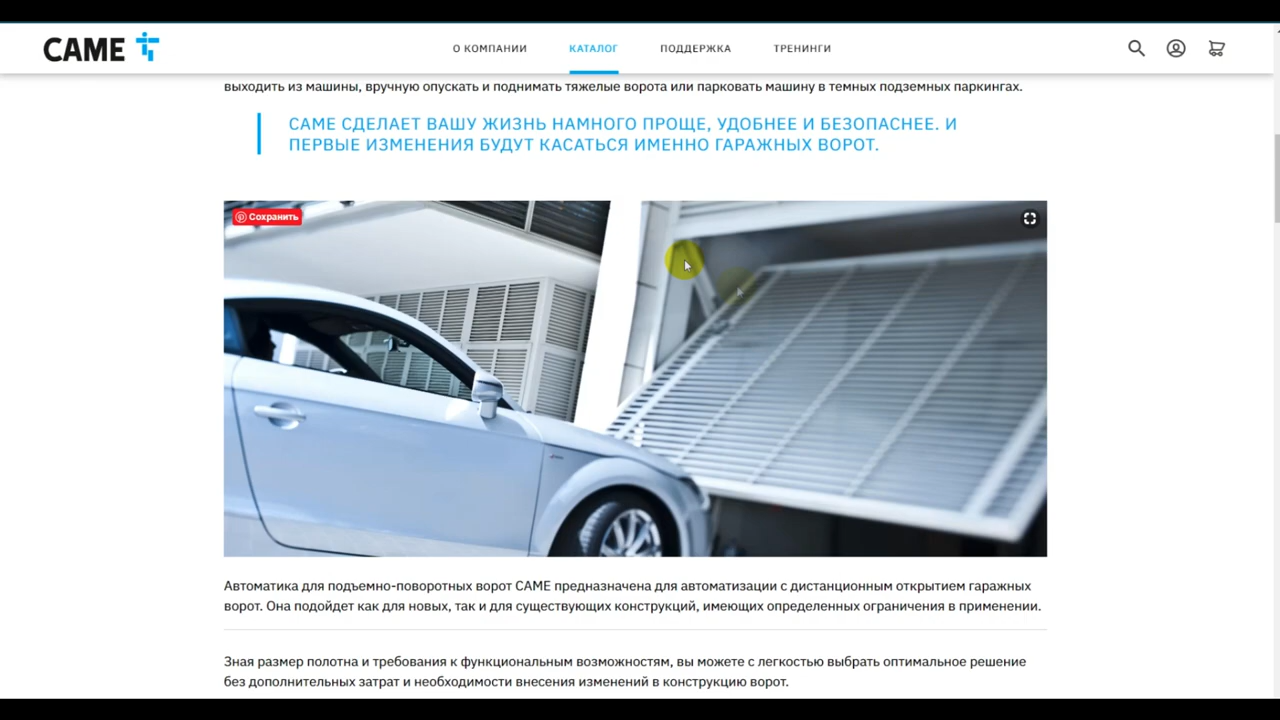 CAME
О КОМПАНИИ
КАТАЛОГ
ПОДДЕРЖКА
ТРЕНИНГИ
выходить из машины, вручную опускать и поднимать тяжелые ворота или парковать машину в темных подземных паркингах.
CAME СДЕЛАЕТ ВАШУ ЖИЗНЬ НАМНОГО ПРОЩЕ, УДОБНЕЕ И БЕЗОПАСНЕЕ. И
ПЕРВЫЕ ИЗМЕНЕНИЯ БУДУТ КАСАТЬСЯ ИМЕННО ГАРАЖНЫХ ВОРОТ.
Сохранить
Автоматика для подъемно-поворотных ворот CAME предназначена для автоматизации с дистанционным открытием гаражных
ворот. Она подойдет как для новых, так и для существующих конструкций, имеющих определенных ограничения в применении.
Зная размер полотна и требования к функциональным возможностям, вы можете с легкостью выбрать оптимальное решение
без дополнительных затрат и необходимости внесения изменений в конструкцию ворот.